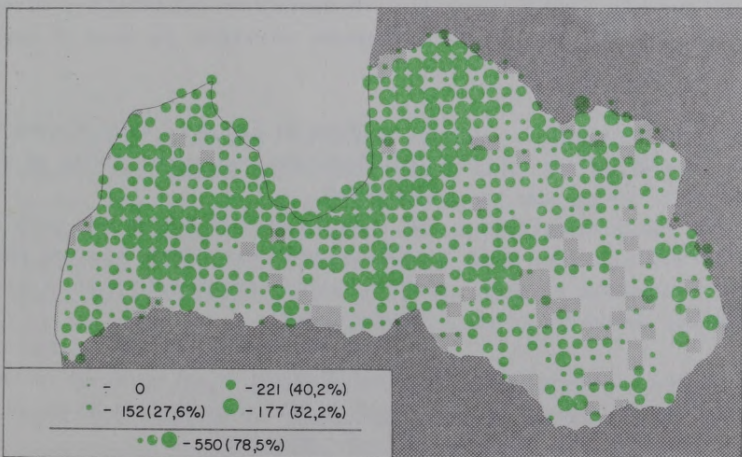 - 0 - 221 (40,2%)
- 152 (27,6%) - 177 (32,2%)
- 550 (78,5%)